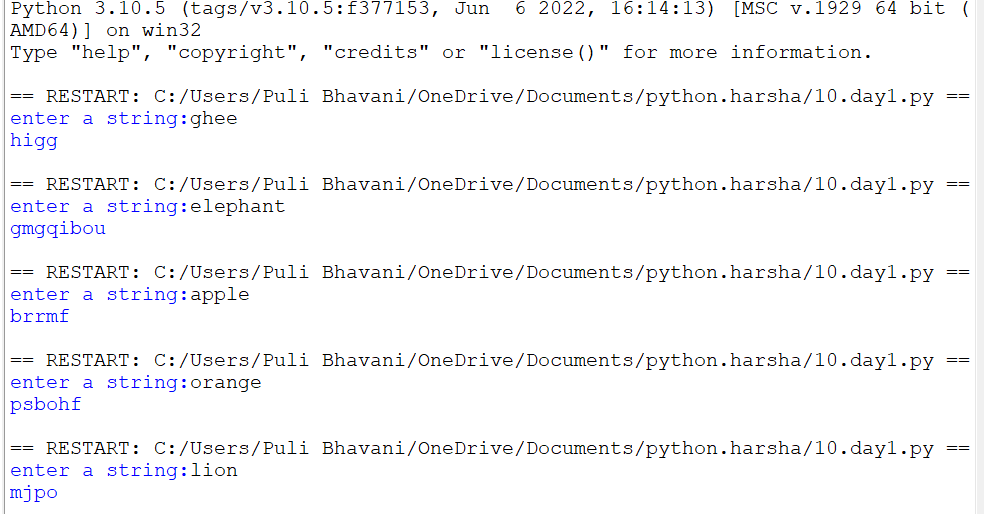 Python 3.10.5 (tags/v3.10.5:f377153, Jun  6 2022, 16:14:13) [MSC v.1929 64 bit (
AMD64)] on win32
Type "help", "copyright", "credits" or "license()" for more information.
== RESTART: C:/Users/Puli Bhavani/OneDrive/Documents/python.harsha/10.day1.py ==
enter a string:ghee
higg
== RESTART: C:/Users/Puli Bhavani/OneDrive/Documents/python.harsha/10.day1.py ==
enter a string:elephant
gmgqibou
== RESTART: C:/Users/Puli Bhavani/OneDrive/Documents/python.harsha/10.day1.py ==
enter a string:apple
brrmf
== RESTART: C:/Users/Puli Bhavani/OneDrive/Documents/python.harsha/10.day1.py ==
enter a string:orange
psbohf
== RESTART: C:/Users/Puli Bhavani/OneDrive/Documents/python.harsha/10.day1.py ==
enter a string:lion
mjpo